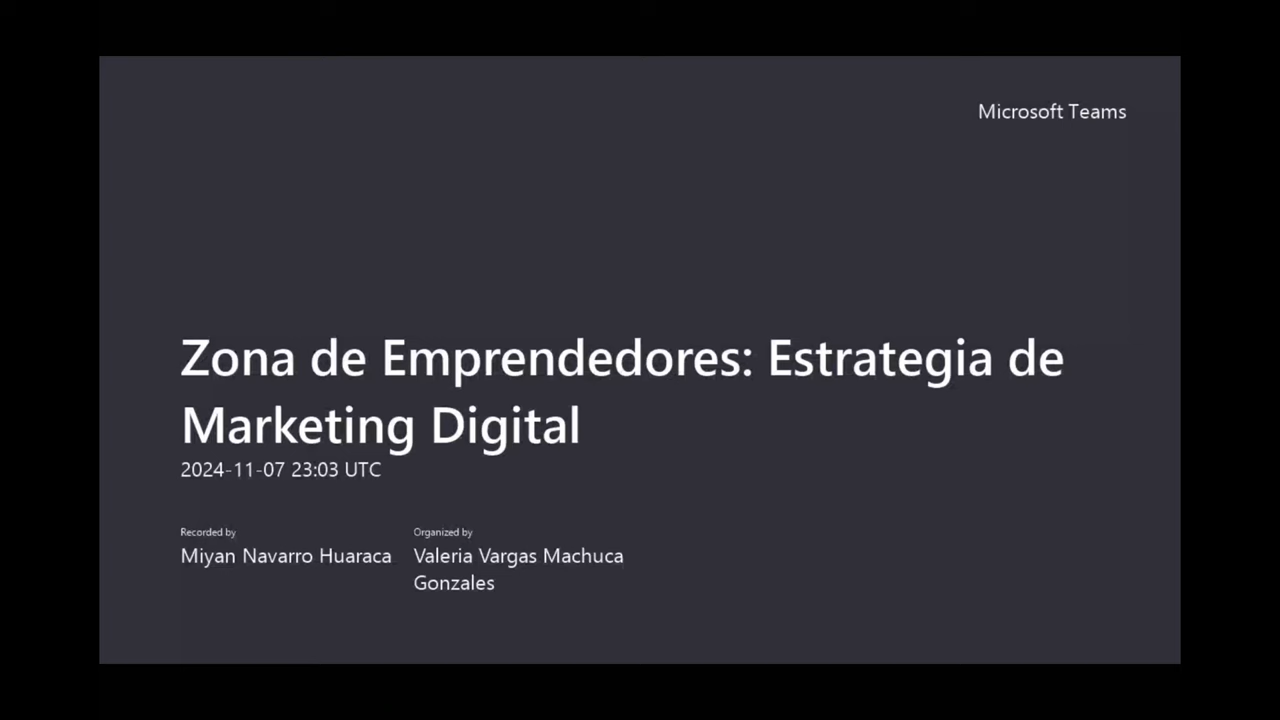 Microsoft Teams
Zona de Emprendedores: Estrategia de
Marketing Digital
2024-11-07 23:03 UTC
Recorded by
Miyan Navarro Huaraca
Organized by
Valeria Vargas Machuca
Gonzales